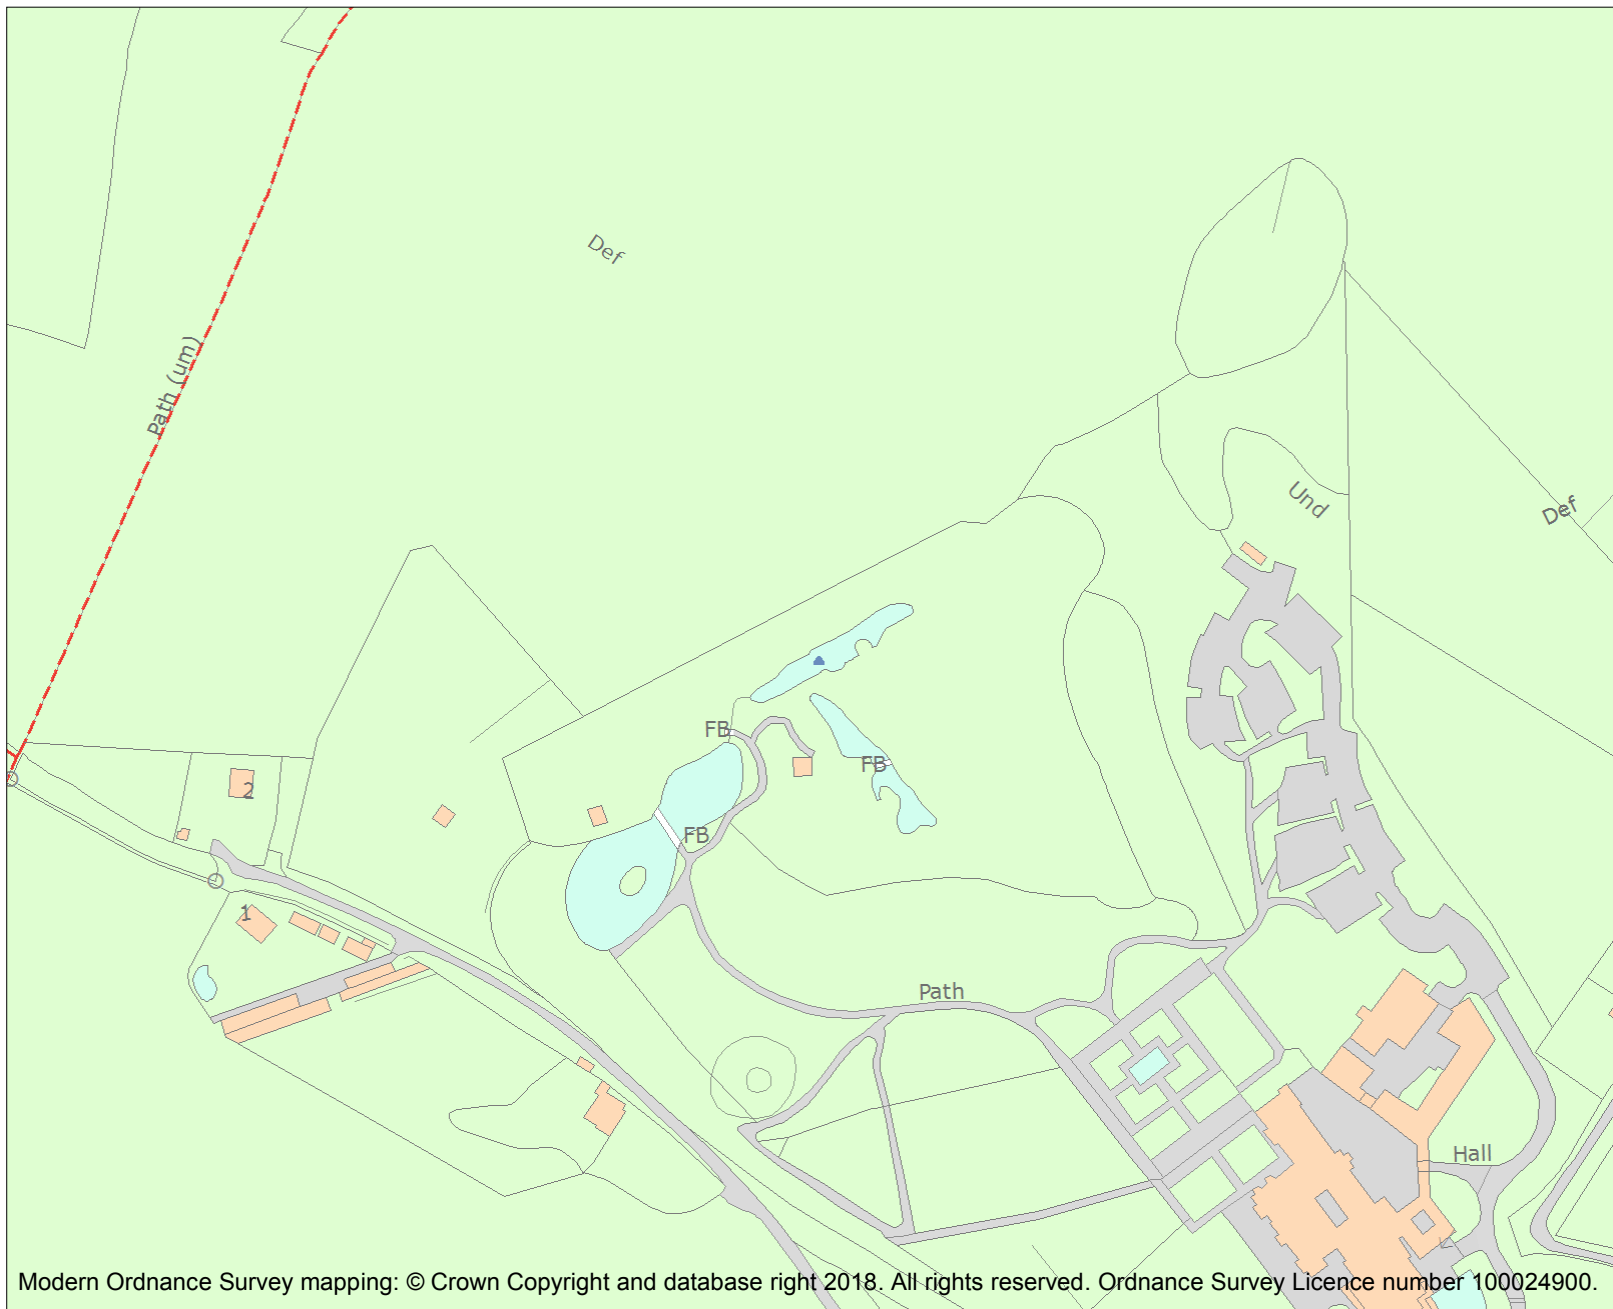 Def
Path (um)
Und
Def
FB
FB
2
FB
1
Path
Hall
Modern Ordnance Survey mapping: © Crown Copyright and database right 2018. All rights reserved. Ordnance Survey Licence number 100024900.